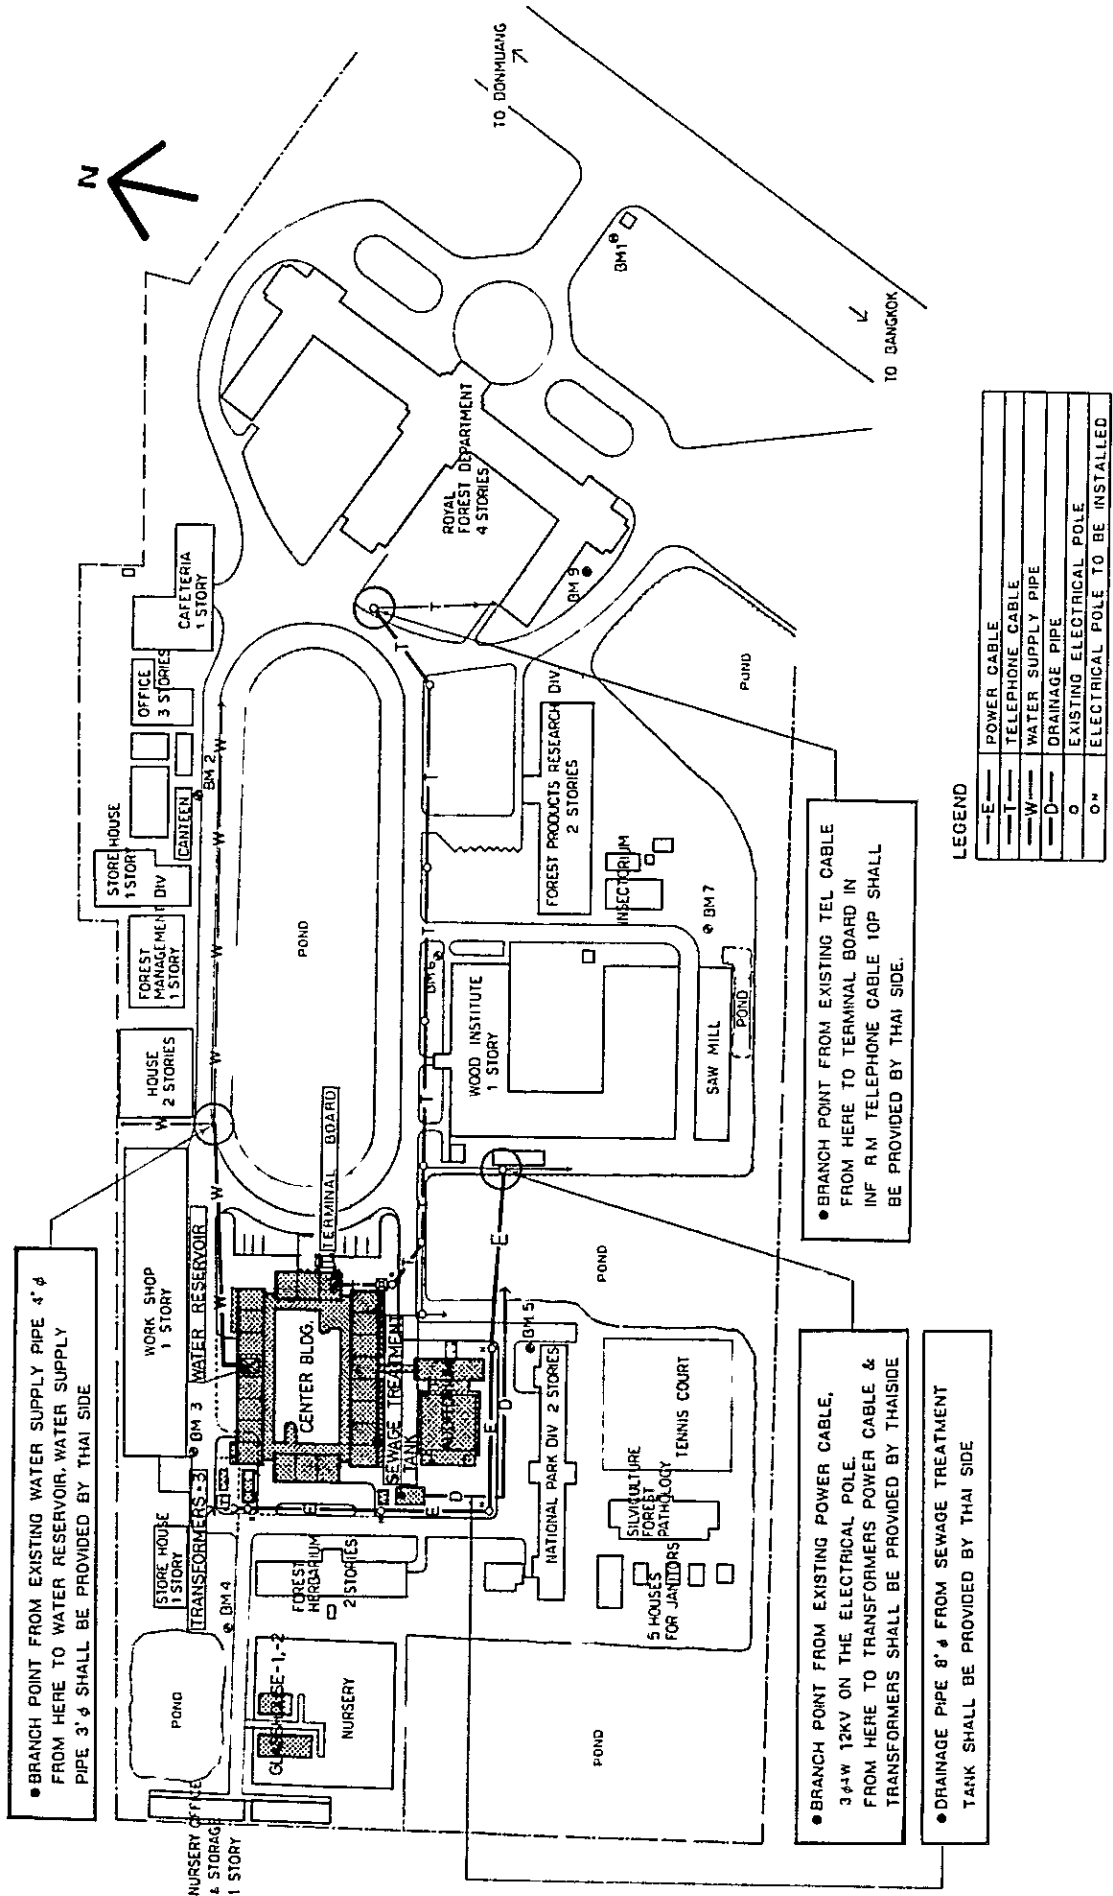 ● BRANCH POINT FROM EXISTING WATER SUPPLY PIPE 4"ϕ
FROM HERE TO WATER RESERVOIR, WATER SUPPLY
PIPE 3"ϕ SHALL BE PROVIDED BY THAI SIDE
N
TO DONMUANG
TO BANGKOK
BM1
NURSERY OFFICE
& STORAGE
1 STORY
POND
STORE HOUSE
1 STORY
TRANSFORMERS-3
BM 4
BM 3
WORK SHOP
1 STORY
WATER RESERVOIR
HOUSE
2 STORIES
FOREST
MANAGEMENT DIV
1 STORY
STORE HOUSE
1 STORY
CANTEEN
BM 2
OFFICE
3 STORIES
CAFETERIA
1 STORY
W
W
W
W
W
W
W
GLASSHOUSE-1,-2
NURSERY
FOREST
HERBARIUM
2 STORIES
CENTER BLDG.
TERMINAL BOARD
SEWAGE TREATMENT
TANK
POND
ROYAL
FOREST DEPARTMENT
4 STORIES
BM 9
T
T
T
T
T
E
E
E
E
D
D
BM 6
BM 5
NATIONAL PARK DIV 2 STORIES
WOOD INSTITUTE
1 STORY
FOREST PRODUCTS RESEARCH DIV
2 STORIES
INSECTORIUM
BM 7
SAW MILL
POND
POND
POND
POND
5 HOUSES
FOR JANITORS
SILVICULTURE
FOREST
PATHOLOGY
TENNIS COURT
● BRANCH POINT FROM EXISTING POWER CABLE,
3ϕ4W 12KV ON THE ELECTRICAL POLE.
FROM HERE TO TRANSFORMERS POWER CABLE &
TRANSFORMERS SHALL BE PROVIDED BY THAISIDE
● BRANCH POINT FROM EXISTING TEL CABLE
FROM HERE TO TERMINAL BOARD IN
INF RM TELEPHONE CABLE 10P SHALL
BE PROVIDED BY THAI SIDE.
● DRAINAGE PIPE 8"ϕ FROM SEWAGE TREATMENT
TANK SHALL BE PROVIDED BY THAI SIDE
LEGEND
E POWER CABLE
T TELEPHONE CABLE
W WATER SUPPLY PIPE
D DRAINAGE PIPE
EXISTING ELECTRICAL POLE
ELECTRICAL POLE TO BE INSTALLED